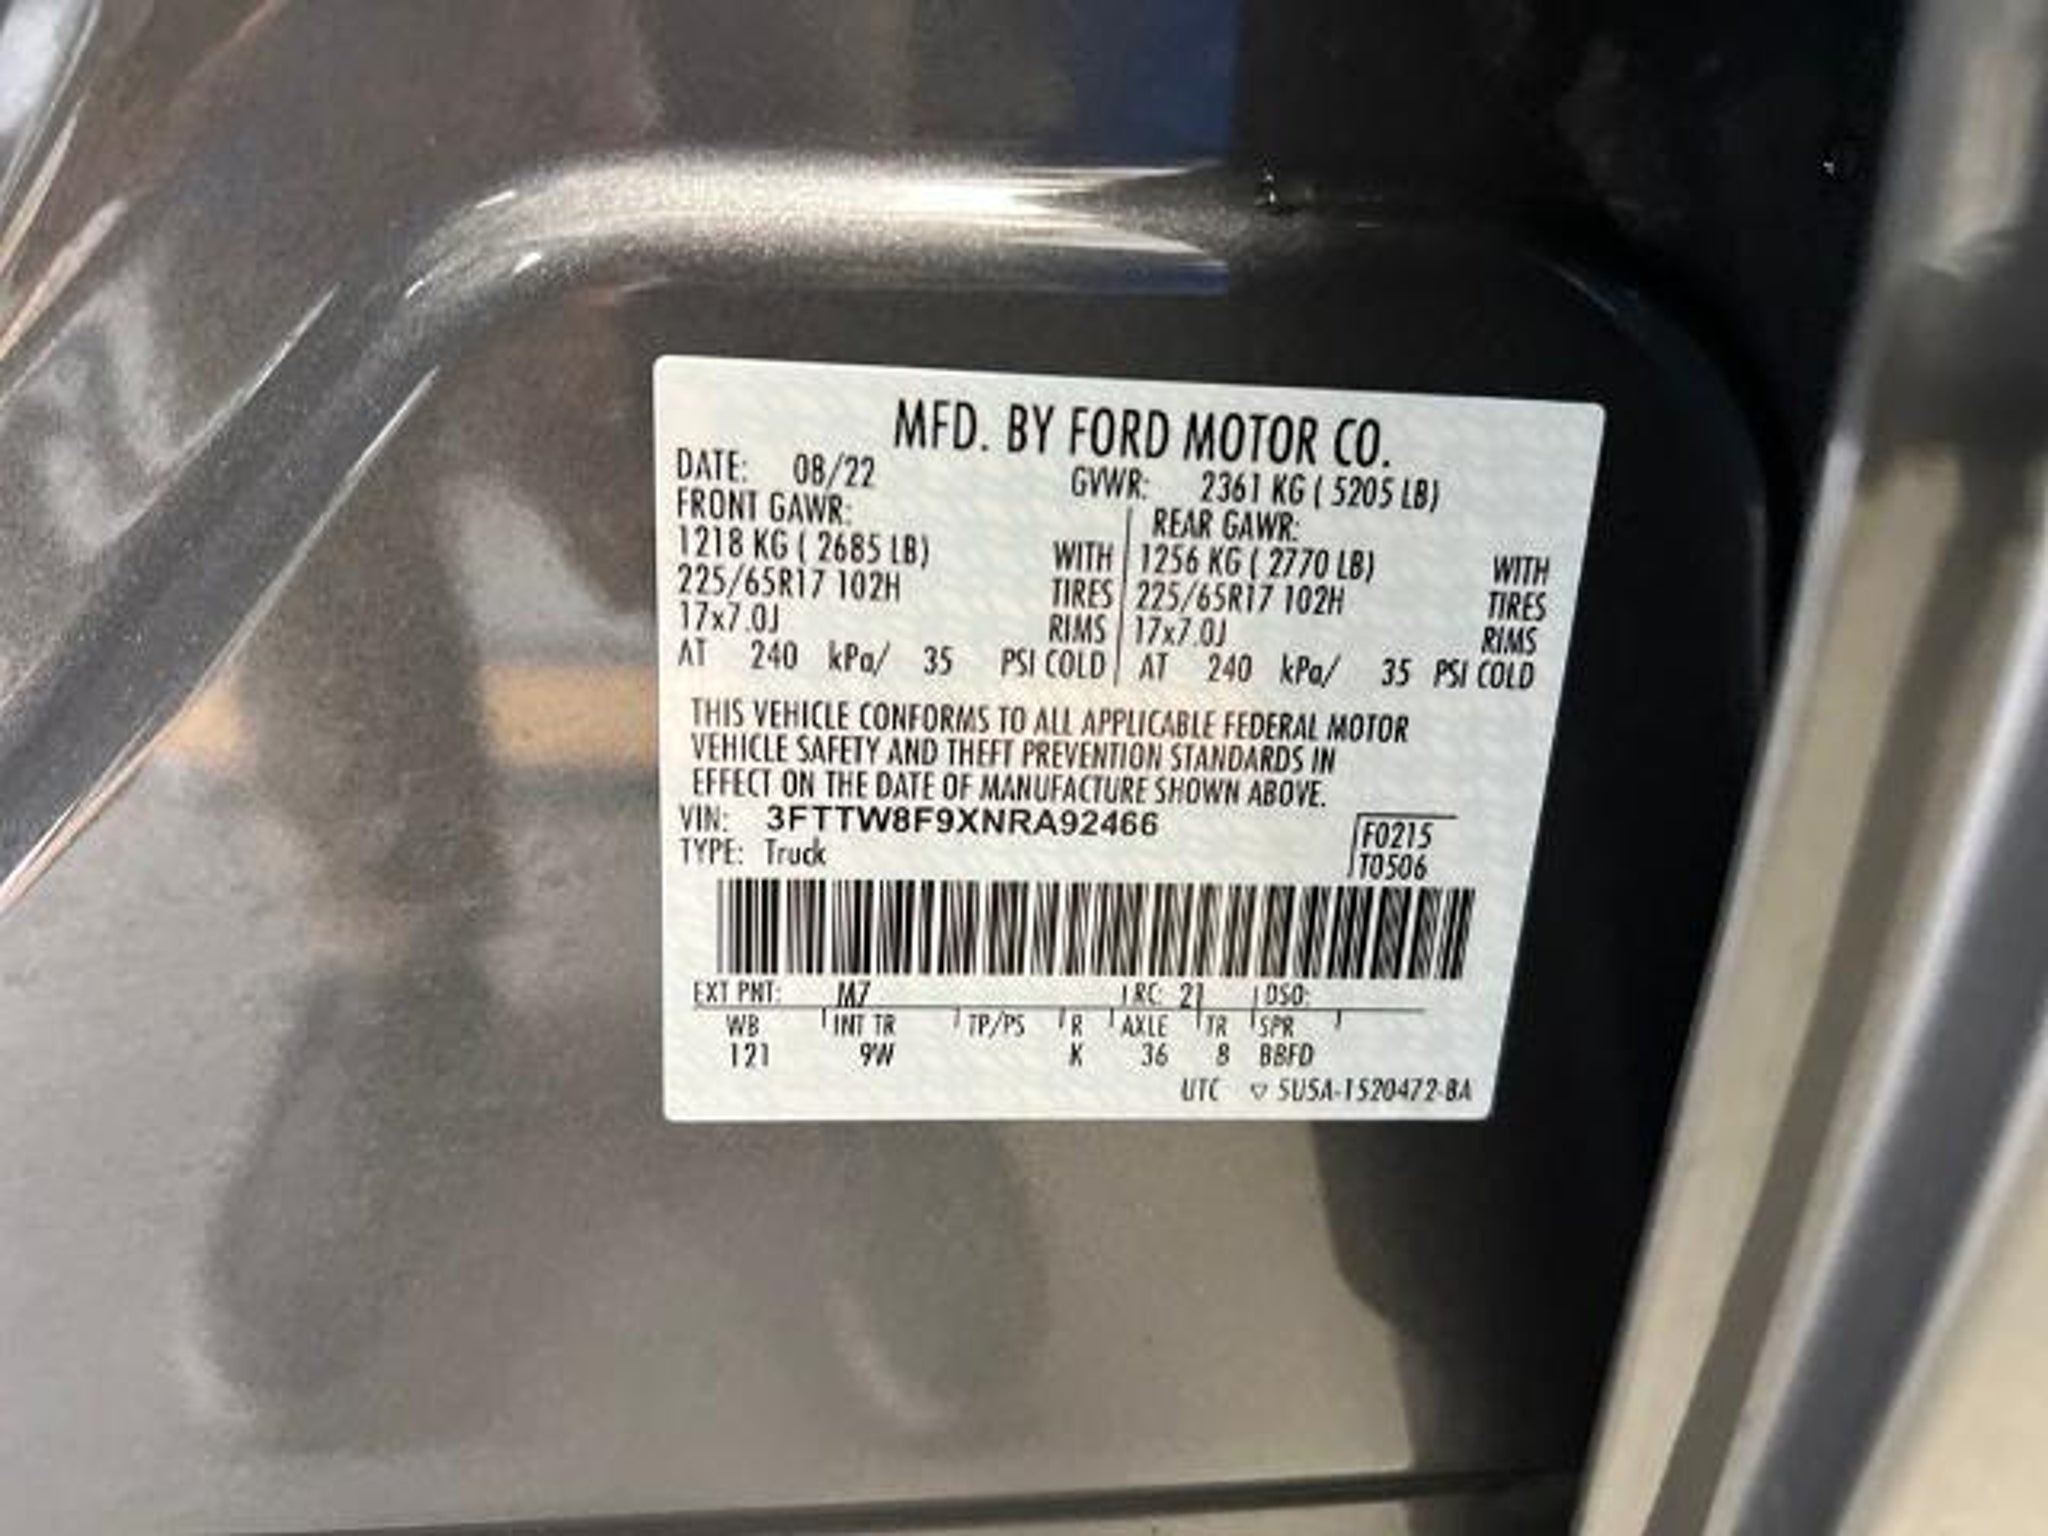 MFD. BY FORD MOTOR CO.
DATE: 08/22 GVWR: 2361 KG ( 5205 LB)
FRONT GAWR: REAR GAWR:
1218 KG ( 2685 LB) WITH 1256 KG ( 2770 LB) WITH
225/65R17 102H TIRES 225/65R17 102H TIRES
17x7.0J RIMS 17x7.0J RIMS
AT 240 kPa/ 35 PSI COLD AT 240 kPa/ 35 PSI COLD
THIS VEHICLE CONFORMS TO ALL APPLICABLE FEDERAL MOTOR
VEHICLE SAFETY AND THEFT PREVENTION STANDARDS IN
EFFECT ON THE DATE OF MANUFACTURE SHOWN ABOVE.
VIN: 3FTTW8F9XNRA92466 F0215
TYPE: Truck T0506
EXT PNT: M7 RC: 21 DSO:
WB INT TR TP/PS R AXLE TR SPR
121 9W K 36 8 BBFD
UTC ▽ 5U5A-1520472-BA